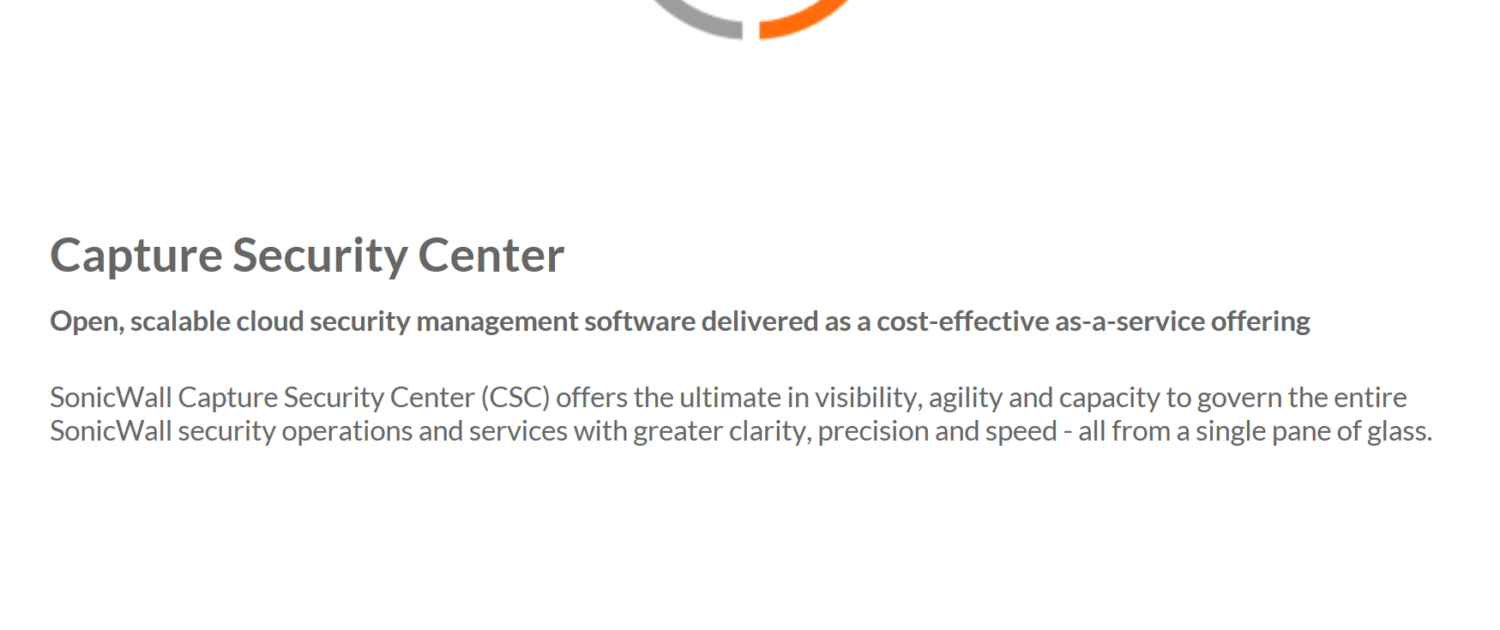 Capture Security Center
Open, scalable cloud security management software delivered as a cost-effective as-a-service offering
SonicWall Capture Security Center (CSC) offers the ultimate in visibility, agility and capacity to govern the entire
SonicWall security operations and services with greater clarity, precision and speed - all from a single pane of glass.